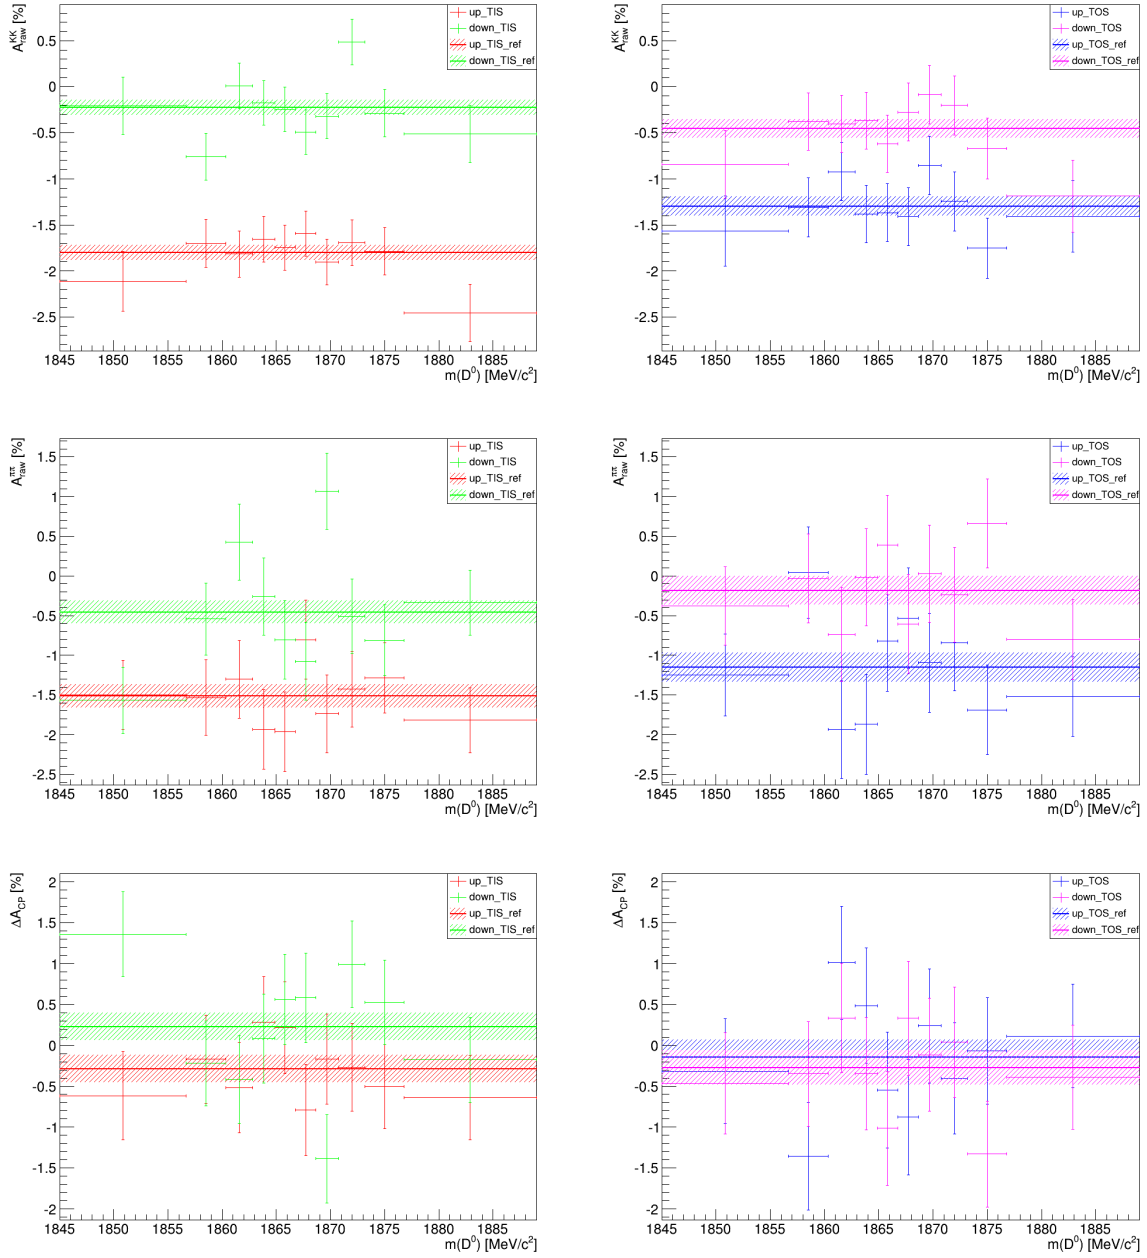 A_raw^KK [%]
0.5
0
-0.5
-1
-1.5
-2
-2.5
1845 1850 1855 1860 1865 1870 1875 1880 1885
m(D^0) [MeV/c^2]
up_TIS
down_TIS
up_TIS_ref
down_TIS_ref
A_raw^KK [%]
0.5
0
-0.5
-1
-1.5
-2
-2.5
1845 1850 1855 1860 1865 1870 1875 1880 1885
m(D^0) [MeV/c^2]
up_TOS
down_TOS
up_TOS_ref
down_TOS_ref
A_raw^ππ [%]
1.5
1
0.5
0
-0.5
-1
-1.5
-2
-2.5
1845 1850 1855 1860 1865 1870 1875 1880 1885
m(D^0) [MeV/c^2]
up_TIS
down_TIS
up_TIS_ref
down_TIS_ref
A_raw^ππ [%]
1.5
1
0.5
0
-0.5
-1
-1.5
-2
-2.5
1845 1850 1855 1860 1865 1870 1875 1880 1885
m(D^0) [MeV/c^2]
up_TOS
down_TOS
up_TOS_ref
down_TOS_ref
ΔA_CP [%]
2
1.5
1
0.5
0
-0.5
-1
-1.5
-2
1845 1850 1855 1860 1865 1870 1875 1880 1885
m(D^0) [MeV/c^2]
up_TIS
down_TIS
up_TIS_ref
down_TIS_ref
ΔA_CP [%]
2
1.5
1
0.5
0
-0.5
-1
-1.5
-2
1845 1850 1855 1860 1865 1870 1875 1880 1885
m(D^0) [MeV/c^2]
up_TOS
down_TOS
up_TOS_ref
down_TOS_ref